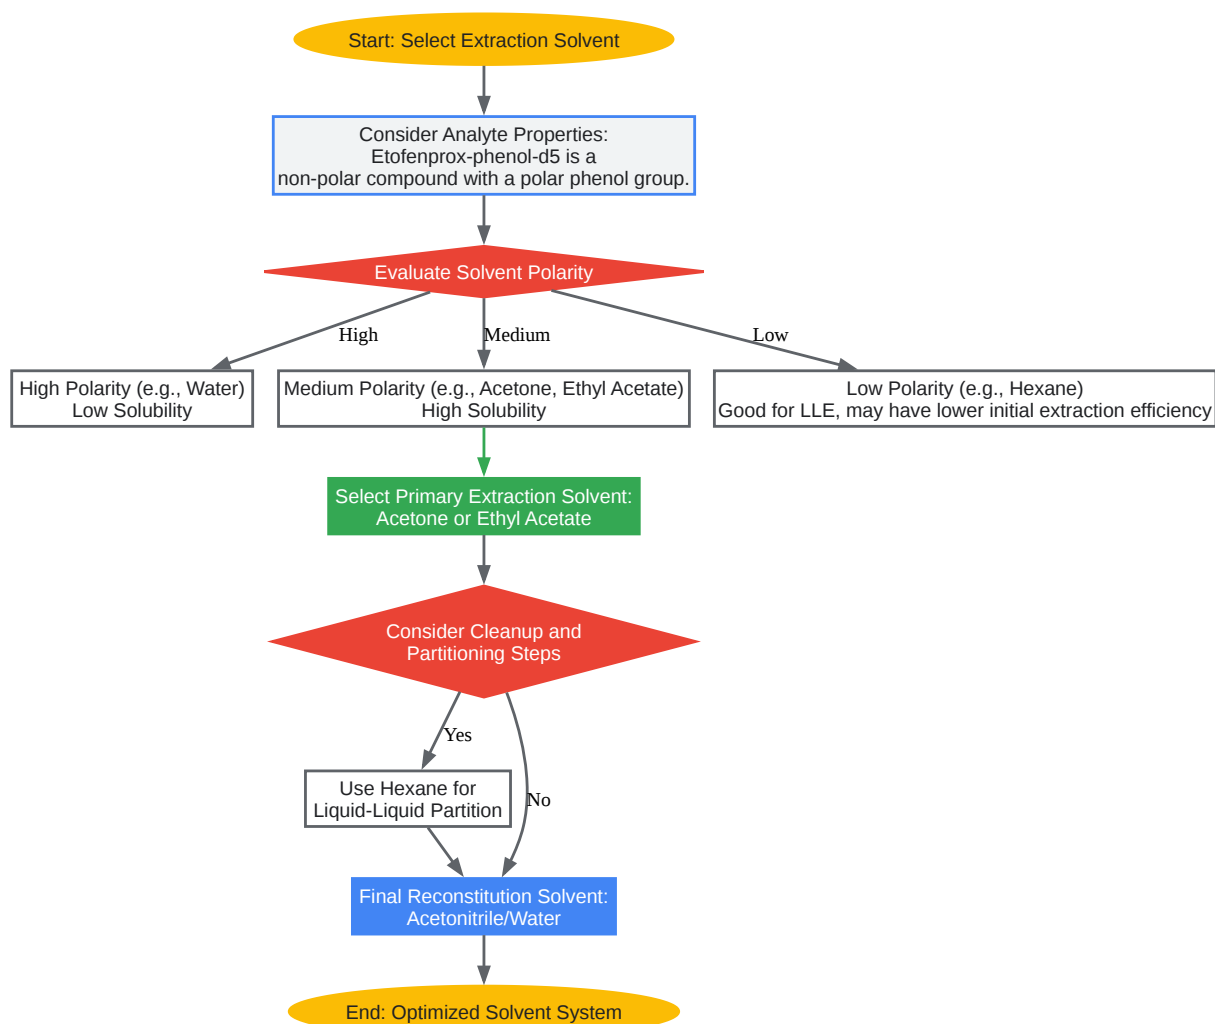 Start: Select Extraction Solvent
Consider Analyte Properties:
Etofenprox-phenol-d5 is a
non-polar compound with a polar phenol group.
Evaluate Solvent Polarity
High
Medium
Low
High Polarity (e.g., Water)
Low Solubility
Medium Polarity (e.g., Acetone, Ethyl Acetate)
High Solubility
Low Polarity (e.g., Hexane)
Good for LLE, may have lower initial extraction efficiency
Select Primary Extraction Solvent:
Acetone or Ethyl Acetate
Consider Cleanup and
Partitioning Steps
Yes
Use Hexane for
Liquid-Liquid Partition
No
Final Reconstitution Solvent:
Acetonitrile/Water
End: Optimized Solvent System